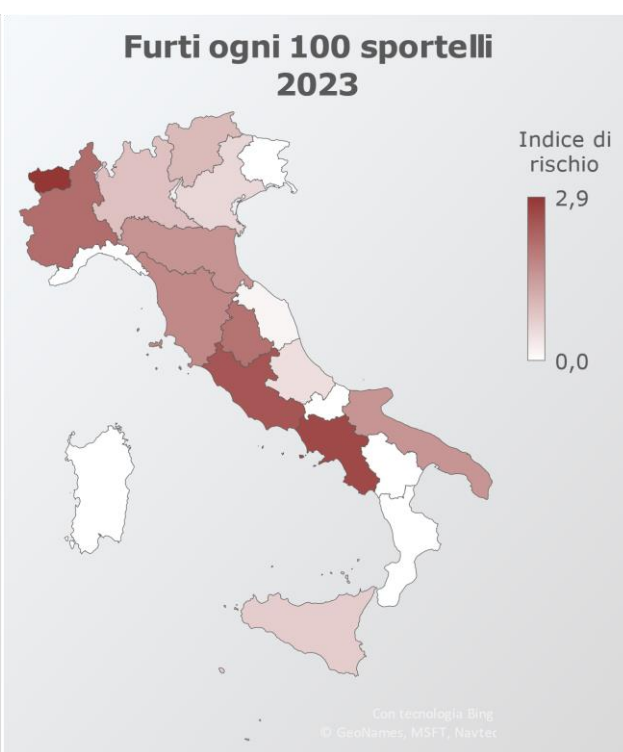 Furti ogni 100 sportelli
2023
Indice di
rischio
2,9
0,0
Con tecnologia Bing
© GeoNames, MSFT, Navteq